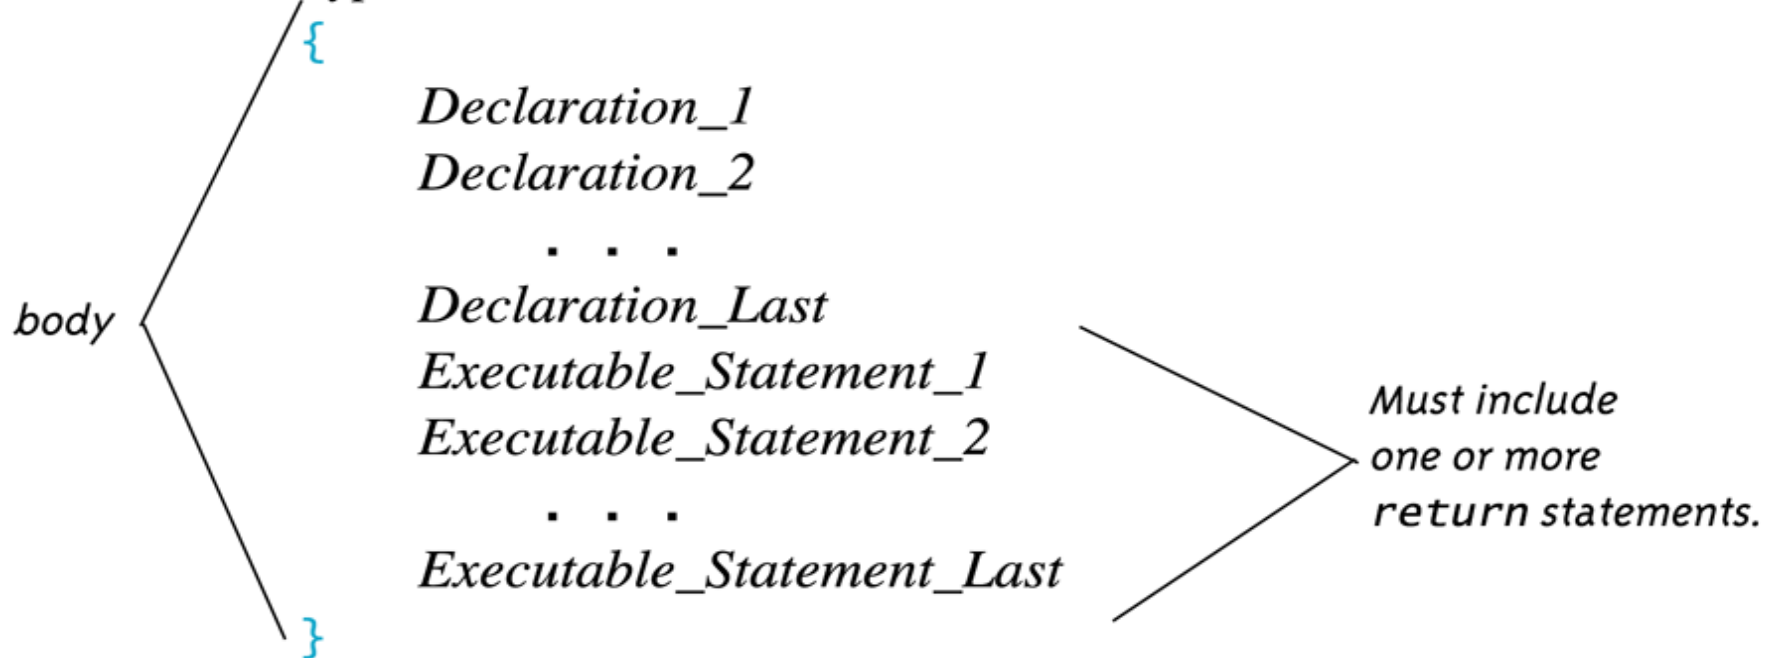 {
Declaration_1
Declaration_2
. . .
Declaration_Last
body
Executable_Statement_1
Executable_Statement_2
. . .
Executable_Statement_Last
Must include
one or more
return statements.
}